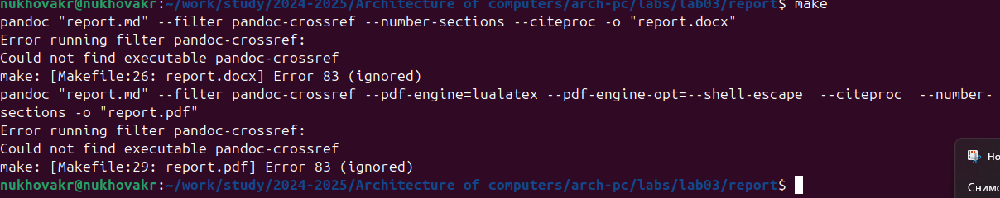 nukhovakr@nukhovakr:~/work/study/2024-2025/Architecture of computers/arch-pc/labs/lab03/report$ make
pandoc "report.md" --filter pandoc-crossref --number-sections --citeproc -o "report.docx"
Error running filter pandoc-crossref:
Could not find executable pandoc-crossref
make: [Makefile:26: report.docx] Error 83 (ignored)
pandoc "report.md" --filter pandoc-crossref --pdf-engine=lualatex --pdf-engine-opt=--shell-escape  --citeproc  --number-
sections -o "report.pdf"
Error running filter pandoc-crossref:
Could not find executable pandoc-crossref
make: [Makefile:29: report.pdf] Error 83 (ignored)
nukhovakr@nukhovakr:~/work/study/2024-2025/Architecture of computers/arch-pc/labs/lab03/report$
Но
Снимо